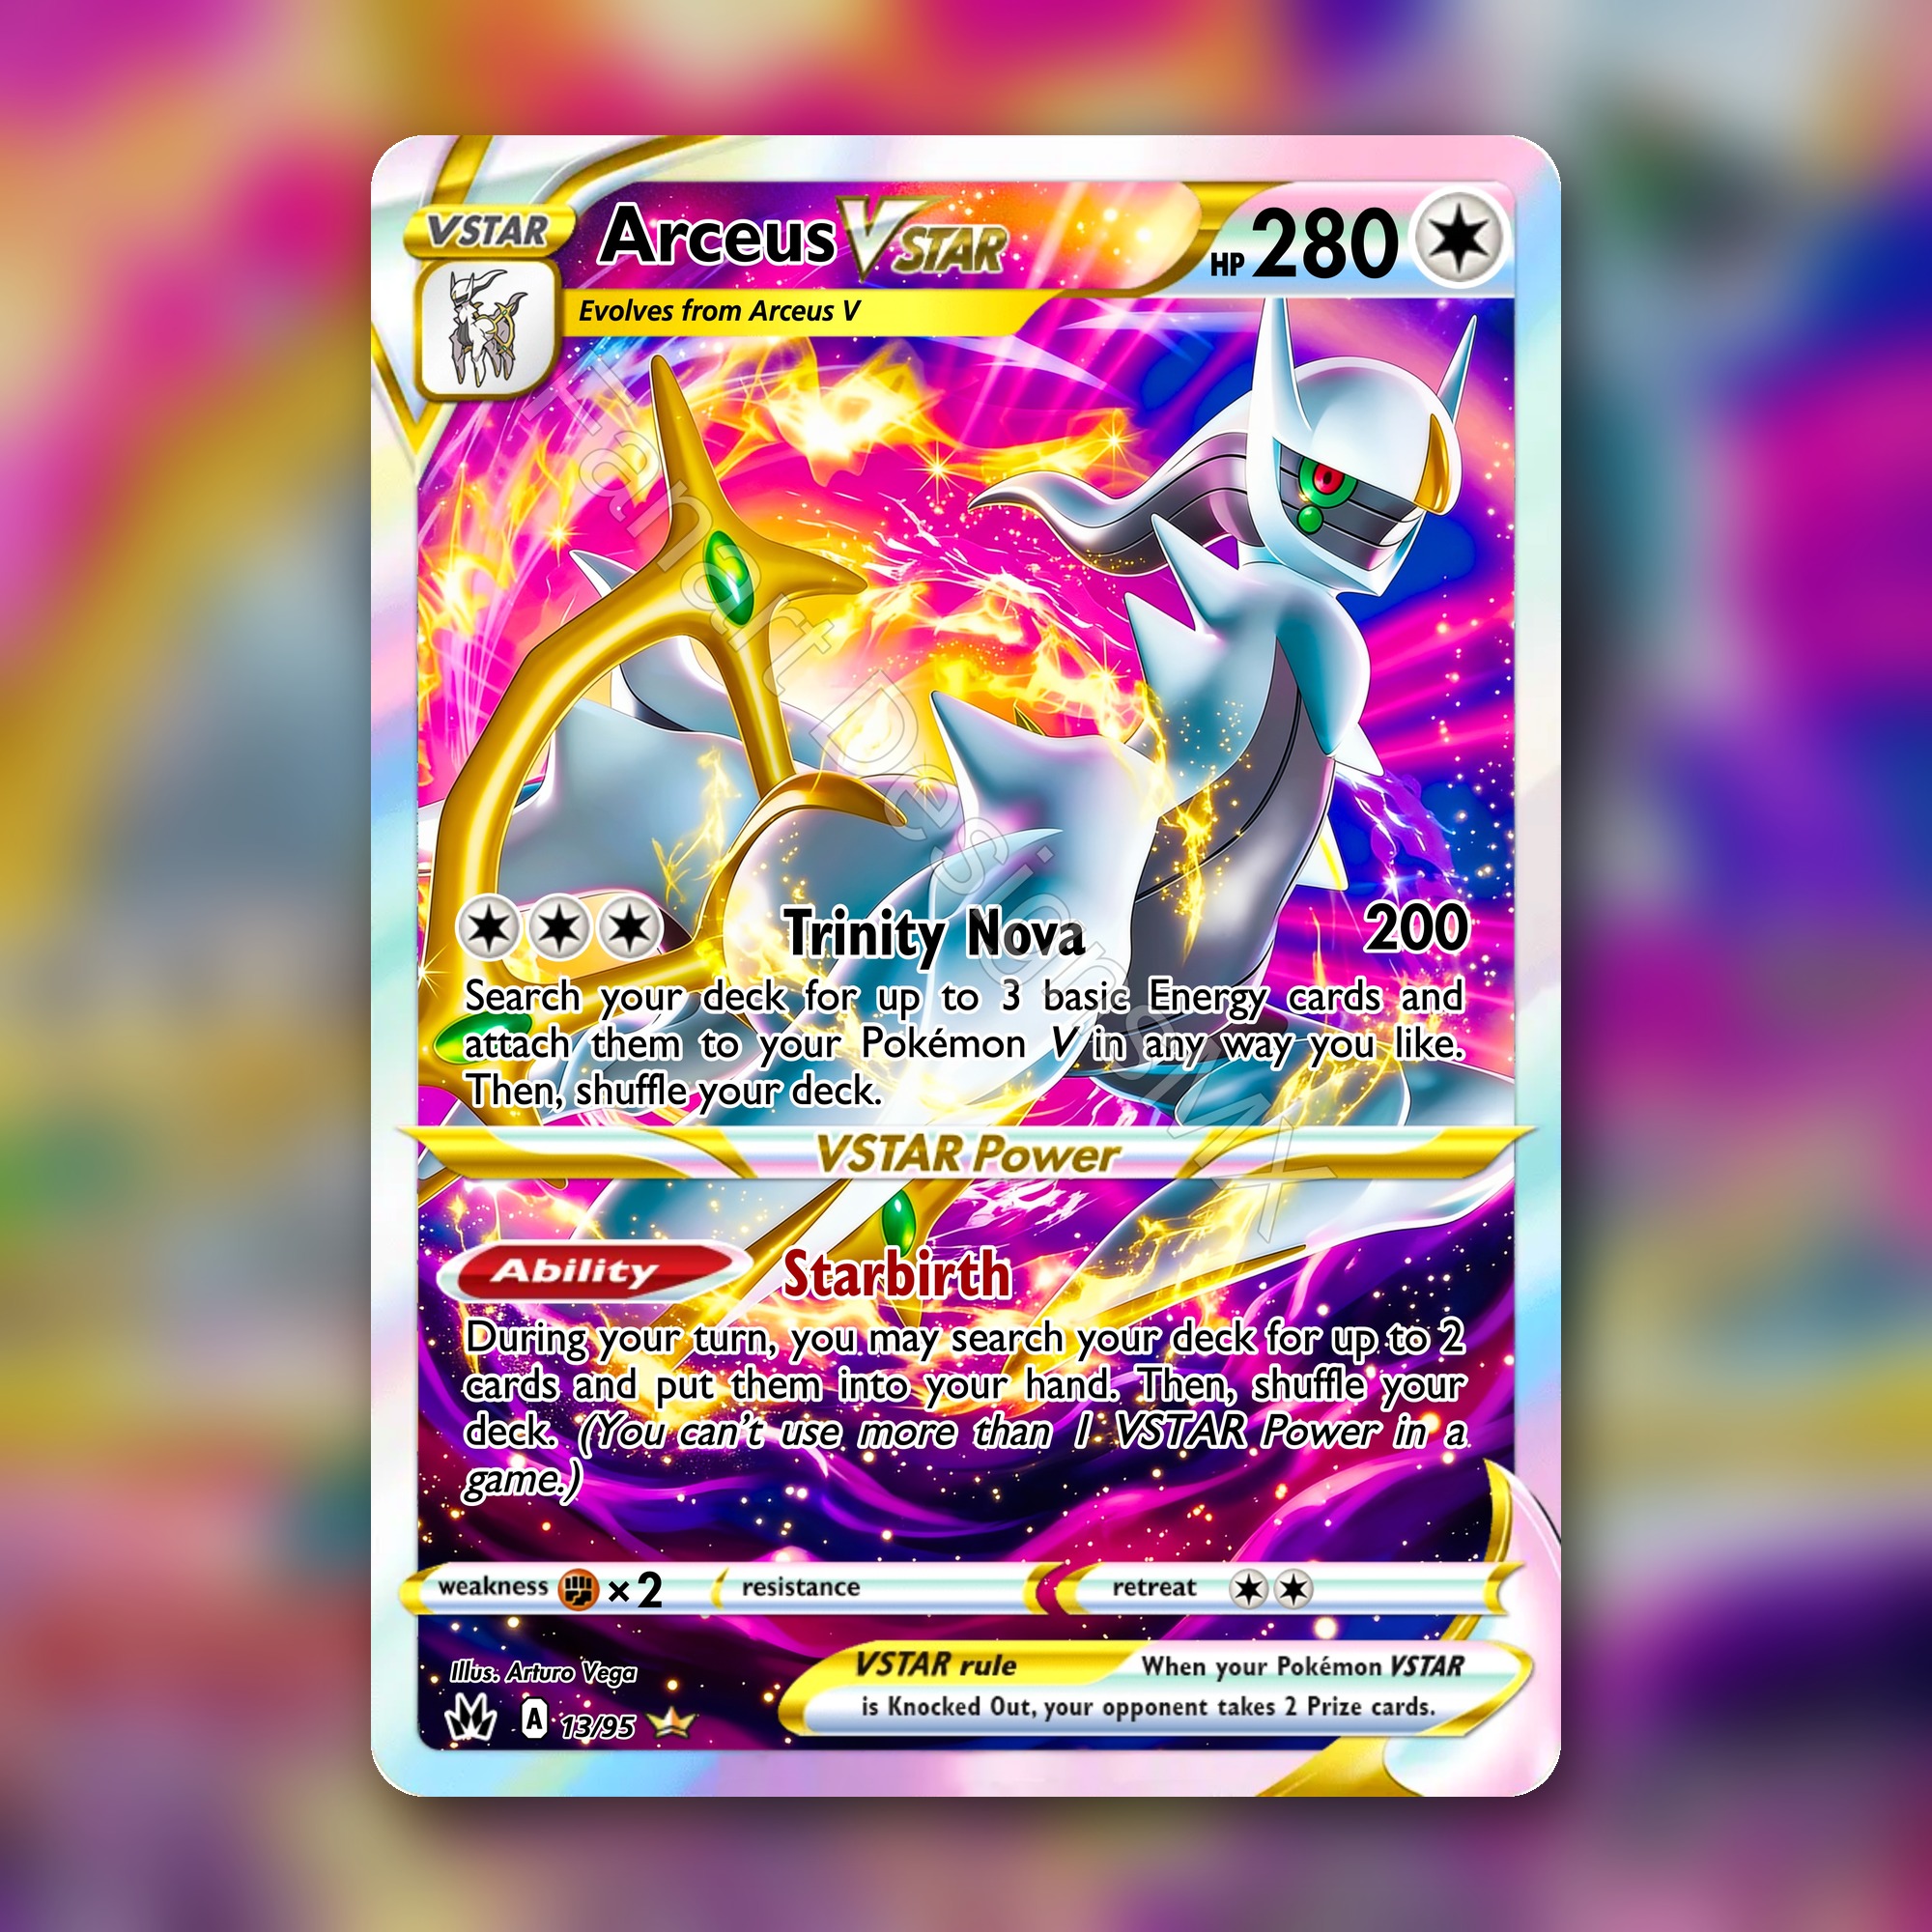 VSTAR
Arceus VSTAR
HP 280
Evolves from Arceus V
Fanart DesignsMX
Trinity Nova 200
Search your deck for up to 3 basic Energy cards and
attach them to your Pokémon V in any way you like.
Then, shuffle your deck.
VSTAR Power
Ability Starbirth
During your turn, you may search your deck for up to 2
cards and put them into your hand. Then, shuffle your
deck. (You can't use more than 1 VSTAR Power in a
game.)
weakness ×2 resistance retreat
Illus. Arturo Vega
A 13/95
VSTAR rule When your Pokémon VSTAR
is Knocked Out, your opponent takes 2 Prize cards.